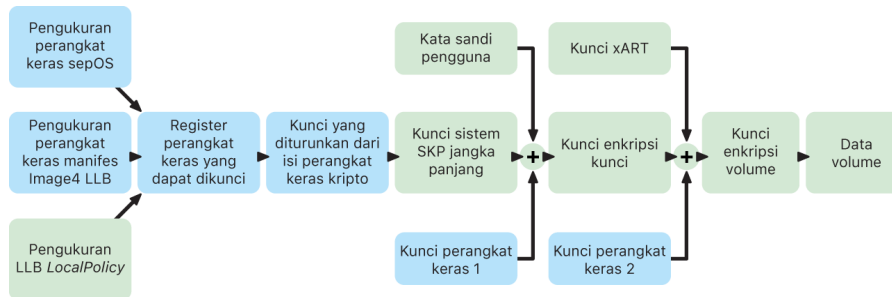 Pengukuran
perangkat
keras sepOS
Pengukuran
perangkat
keras manifes
Image4 LLB
Pengukuran
LLB LocalPolicy
Register
perangkat
keras yang
dapat dikunci
Kunci yang
diturunkan dari
isi perangkat
keras kripto
Kunci sistem
SKP jangka
panjang
Kata sandi
pengguna
+
Kunci perangkat
keras 1
Kunci enkripsi
kunci
Kunci xART
+
Kunci perangkat
keras 2
Kunci
enkripsi
volume
Data
volume